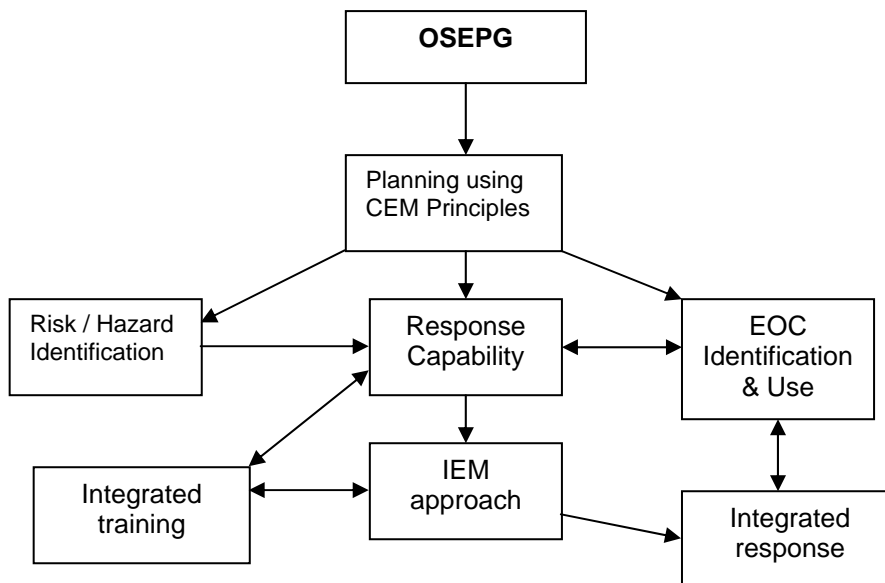 OSEPG
Planning using
CEM Principles
Risk / Hazard
Identification
Response
Capability
EOC
Identification
& Use
Integrated
training
IEM
approach
Integrated
response